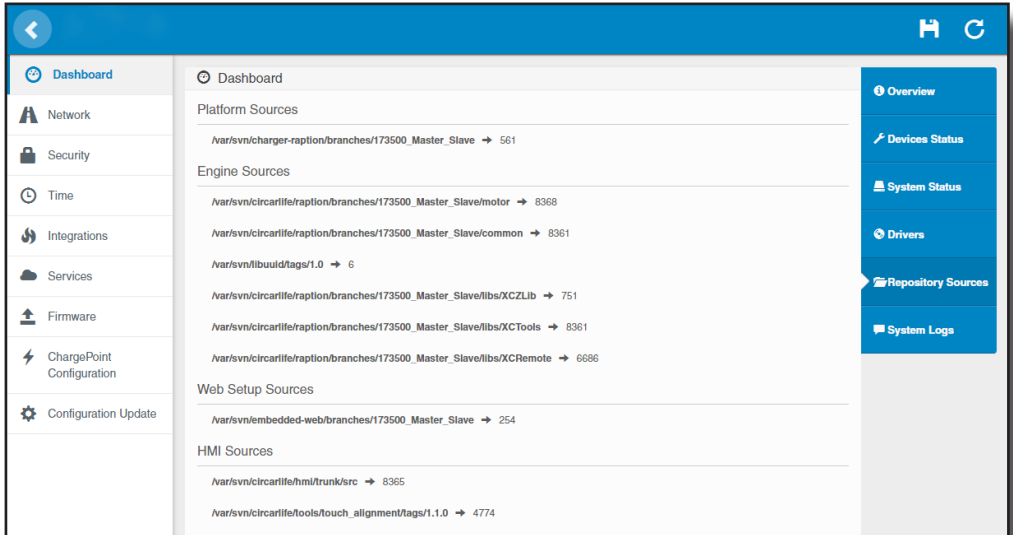 Dashboard
Network
Security
Time
Integrations
Services
Firmware
ChargePoint
Configuration
Configuration Update
Dashboard
Platform Sources
/var/svn/charger-raption/branches/173500_Master_Slave ➔ 561
Engine Sources
/var/svn/circarlife/raption/branches/173500_Master_Slave/motor ➔ 8368
/var/svn/circarlife/raption/branches/173500_Master_Slave/common ➔ 8361
/var/svn/libuuid/tags/1.0 ➔ 6
/var/svn/circarlife/raption/branches/173500_Master_Slave/libs/XCZLib ➔ 751
/var/svn/circarlife/raption/branches/173500_Master_Slave/libs/XCTools ➔ 8361
/var/svn/circarlife/raption/branches/173500_Master_Slave/libs/XCRemote ➔ 6686
Web Setup Sources
/var/svn/embedded-web/branches/173500_Master_Slave ➔ 254
HMI Sources
/var/svn/circarlife/hmi/trunk/src ➔ 8365
/var/svn/circarlife/tools/touch_alignment/tags/1.1.0 ➔ 4774
Overview
Devices Status
System Status
Drivers
Repository Sources
System Logs